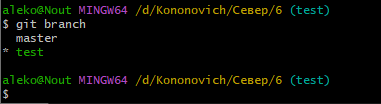 aleko@Nout MINGW64 /d/Kononovich/Север/6 (test)
$ git branch
  master
* test

aleko@Nout MINGW64 /d/Kononovich/Север/6 (test)
$